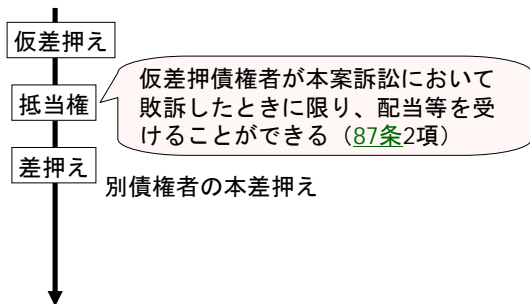 仮差押え
抵当権
仮差押債権者が本案訴訟において
敗訴したときに限り、配当等を受
けることができる（87条2項）
差押え
別債権者の本差押え